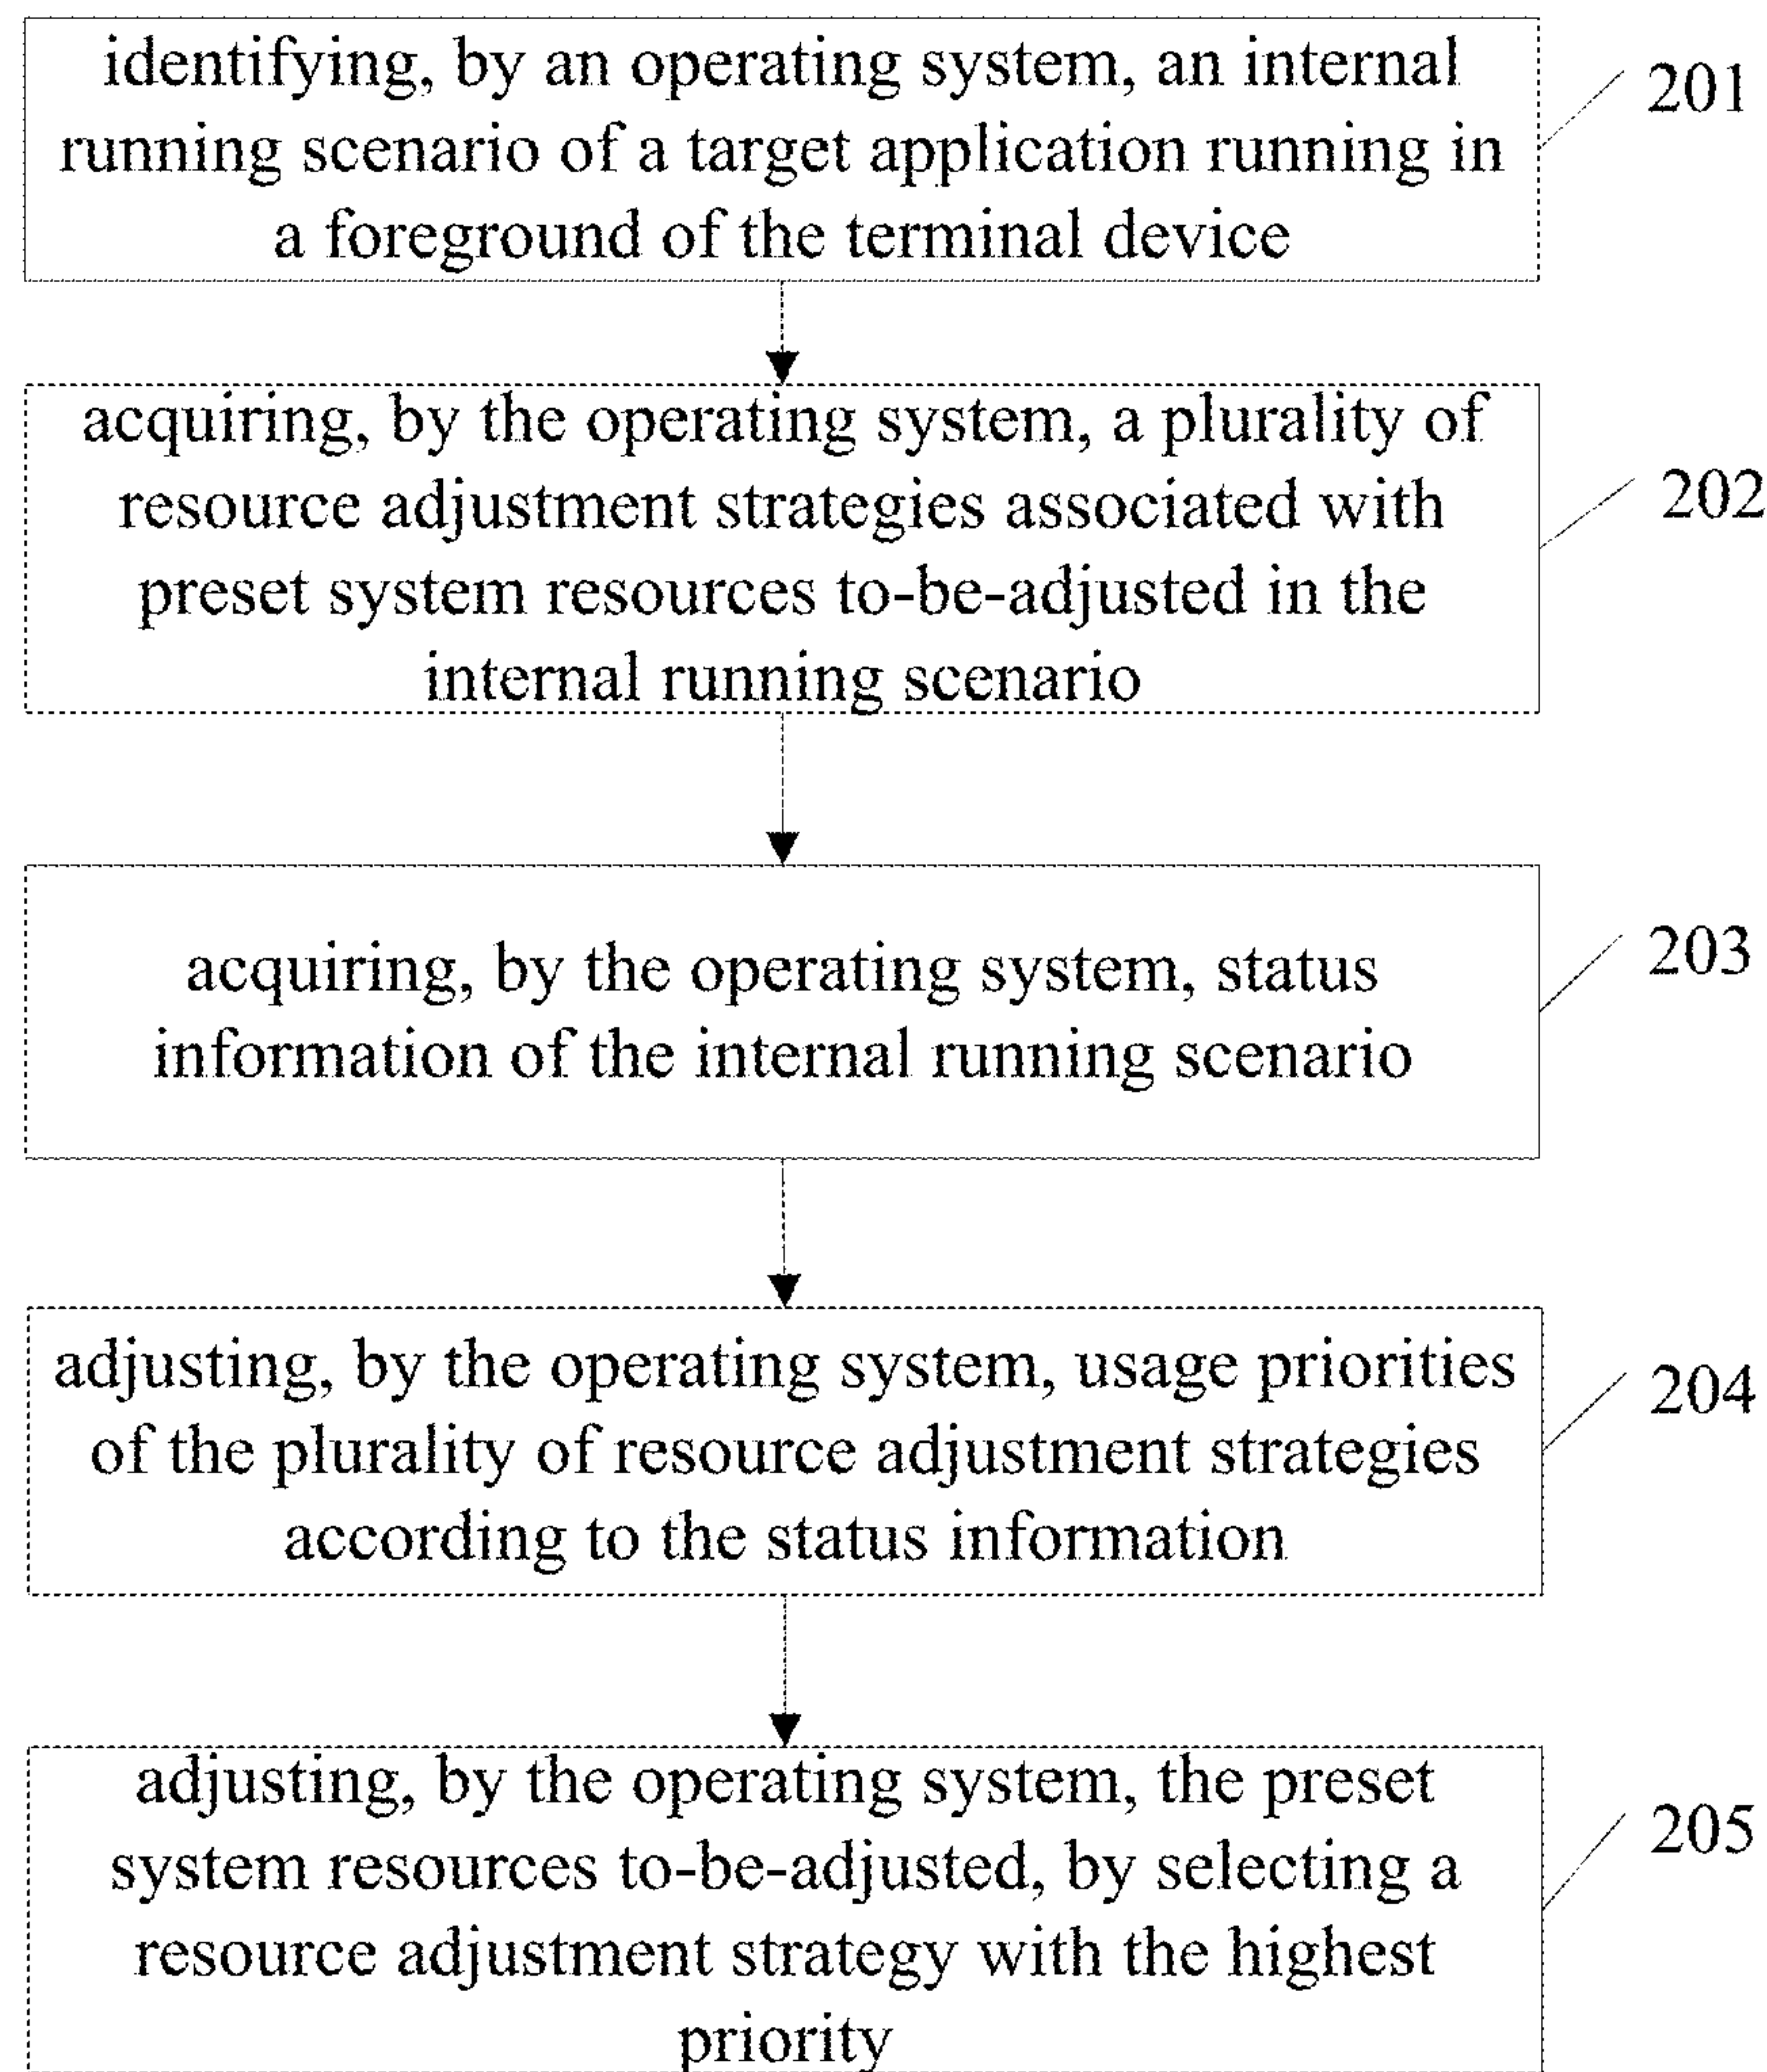 identifying, by an operating system, an internal
running scenario of a target application running in
a foreground of the terminal device
201
acquiring, by the operating system, a plurality of
resource adjustment strategies associated with
preset system resources to-be-adjusted in the
internal running scenario
202
acquiring, by the operating system, status
information of the internal running scenario
203
adjusting, by the operating system, usage priorities
of the plurality of resource adjustment strategies
according to the status information
204
adjusting, by the operating system, the preset
system resources to-be-adjusted, by selecting a
resource adjustment strategy with the highest
priority
205